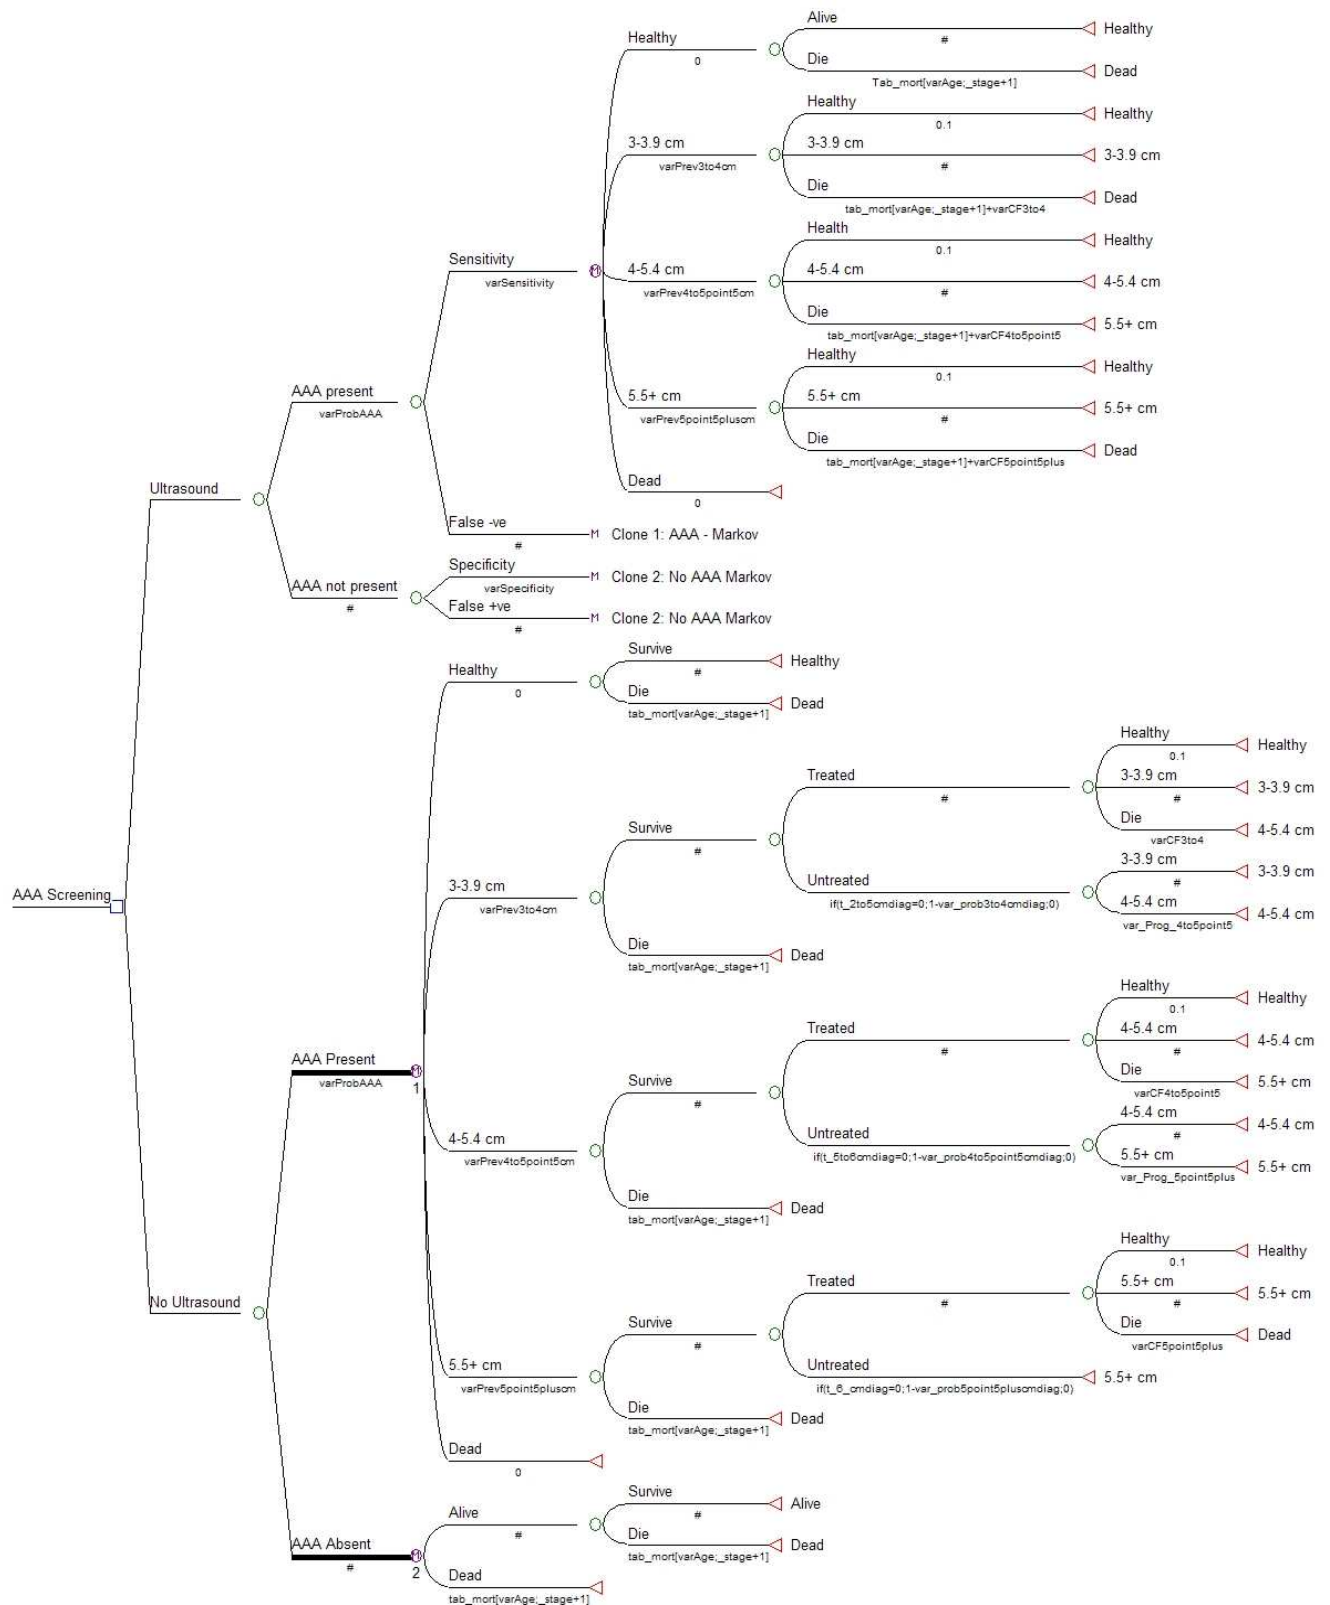 Alive
Healthy
#
Healthy
0
Die
Dead
Tab_mort[varAge;_stage+1]
Healthy
Healthy
0.1
3-3.9 cm
varPrev3to4cm
3-3.9 cm
3-3.9 cm
#
Die
Dead
tab_mort[varAge;_stage+1]+varCF3to4
Health
Healthy
0.1
Sensitivity
varSensitivity
M
4-5.4 cm
varPrev4to5point5cm
4-5.4 cm
4-5.4 cm
#
Die
5.5+ cm
tab_mort[varAge;_stage+1]+varCF4to5point5
Healthy
Healthy
0.1
AAA present
varProbAAA
5.5+ cm
varPrev5point5pluscm
5.5+ cm
5.5+ cm
#
Die
Dead
tab_mort[varAge;_stage+1]+varCF5point5plus
Ultrasound
Dead
0
False -ve
#
M Clone 1: AAA - Markov
Specificity
varSpecificity
M Clone 2: No AAA Markov
AAA not present
#
False +ve
#
M Clone 2: No AAA Markov
Survive
Healthy
#
Healthy
0
Die
Dead
tab_mort[varAge;_stage+1]
Healthy
Healthy
0.1
Treated
#
3-3.9 cm
3-3.9 cm
#
Survive
#
Die
4-5.4 cm
varCF3to4
3-3.9 cm
3-3.9 cm
#
AAA Screening
3-3.9 cm
varPrev3to4cm
Untreated
if(t_2to5cmdiag=0;1-var_prob3to4cmdiag;0)
4-5.4 cm
4-5.4 cm
var_Prog_4to5point5
Die
Dead
tab_mort[varAge;_stage+1]
Healthy
Healthy
0.1
Treated
#
4-5.4 cm
4-5.4 cm
#
AAA Present
varProbAAA
M
1
Survive
#
Die
5.5+ cm
varCF4to5point5
4-5.4 cm
4-5.4 cm
#
4-5.4 cm
varPrev4to5point5cm
Untreated
if(t_5to6cmdiag=0;1-var_prob4to5point5cmdiag;0)
5.5+ cm
5.5+ cm
var_Prog_5point5plus
Die
Dead
tab_mort[varAge;_stage+1]
Healthy
Healthy
0.1
Treated
#
5.5+ cm
5.5+ cm
#
No Ultrasound
Survive
#
Die
Dead
varCF5point5plus
5.5+ cm
varPrev5point5pluscm
Untreated
5.5+ cm
if(t_6_cmdiag=0;1-var_prob5point5pluscmdiag;0)
Die
Dead
tab_mort[varAge;_stage+1]
Dead
0
Survive
Alive
#
Alive
#
Die
Dead
tab_mort[varAge;_stage+1]
AAA Absent
#
M
2
Dead
tab_mort[varAge;_stage+1]